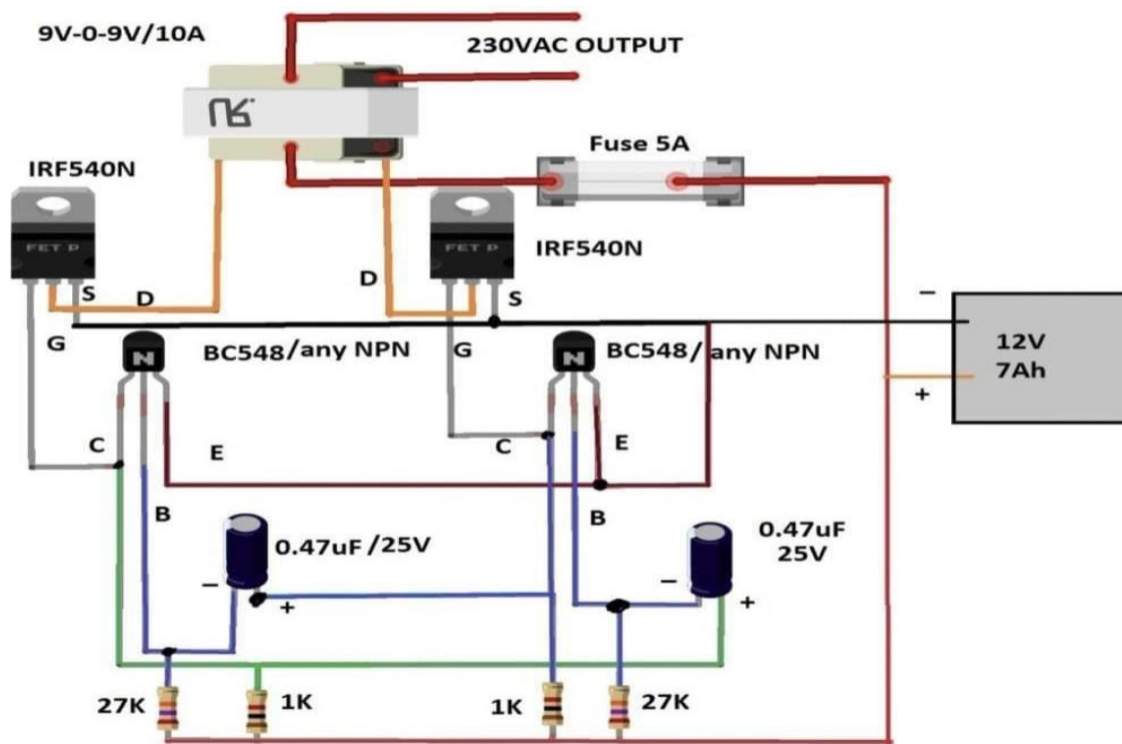 9V-0-9V/10A
230VAC OUTPUT
Fuse 5A
IRF540N
FET P
FET P
IRF540N
S
D
D
S
G
G
BC548/any NPN
BC548/ any NPN
N
N
−
12V
7Ah
+
C
E
B
C
E
B
0.47uF/25V
−
+
0.47uF
25V
−
+
27K
1K
1K
27K